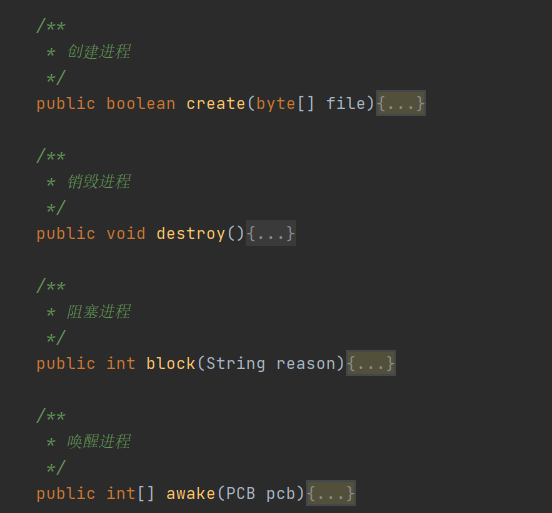 /**
 * 创建进程
 */
public boolean create(byte[] file){...}
/**
 * 销毁进程
 */
public void destroy(){...}
/**
 * 阻塞进程
 */
public int block(String reason){...}
/**
 * 唤醒进程
 */
public int[] awake(PCB pcb){...}